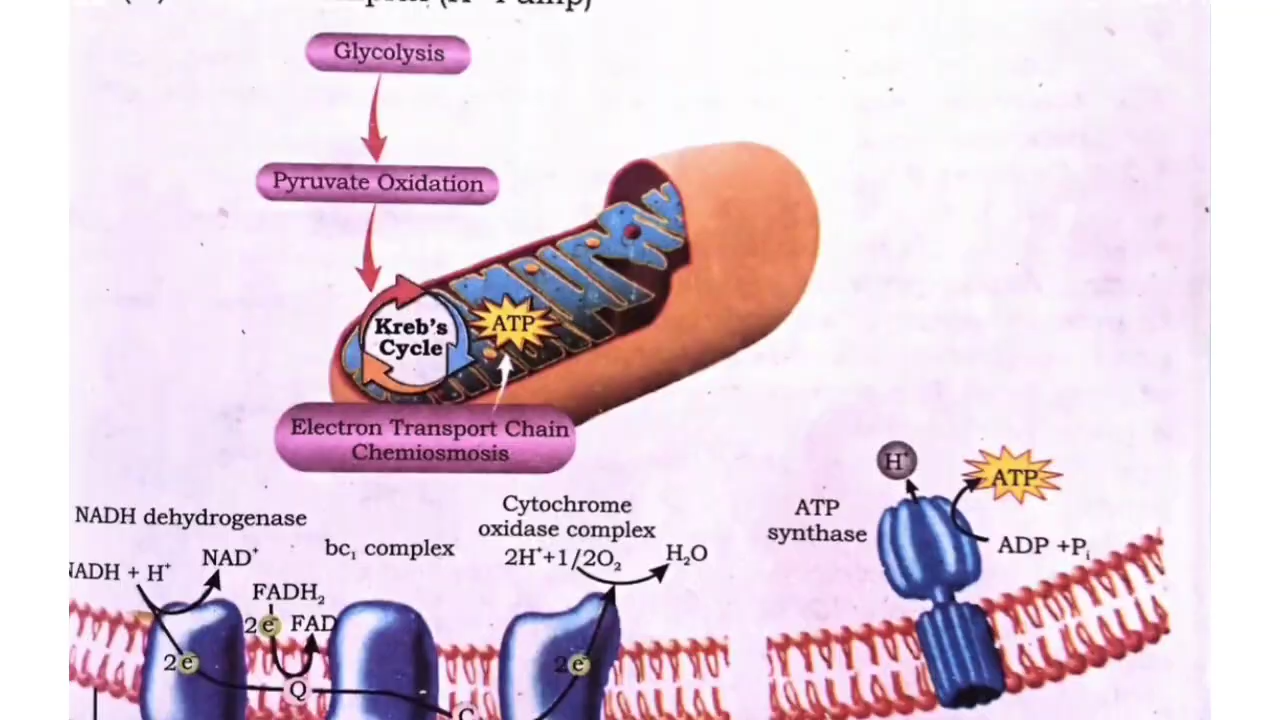 Glycolysis
Pyruvate Oxidation
Kreb's
Cycle
ATP
Electron Transport Chain
Chemiosmosis
H⁺
ATP
ATP
synthase
ADP +Pᵢ
NADH dehydrogenase
NADH + H⁺
NAD⁺
FADH₂
2e⁻
FAD
bc₁ complex
Cytochrome
oxidase complex
2H⁺+1/2O₂
H₂O
2e⁻
2e⁻
Q
C